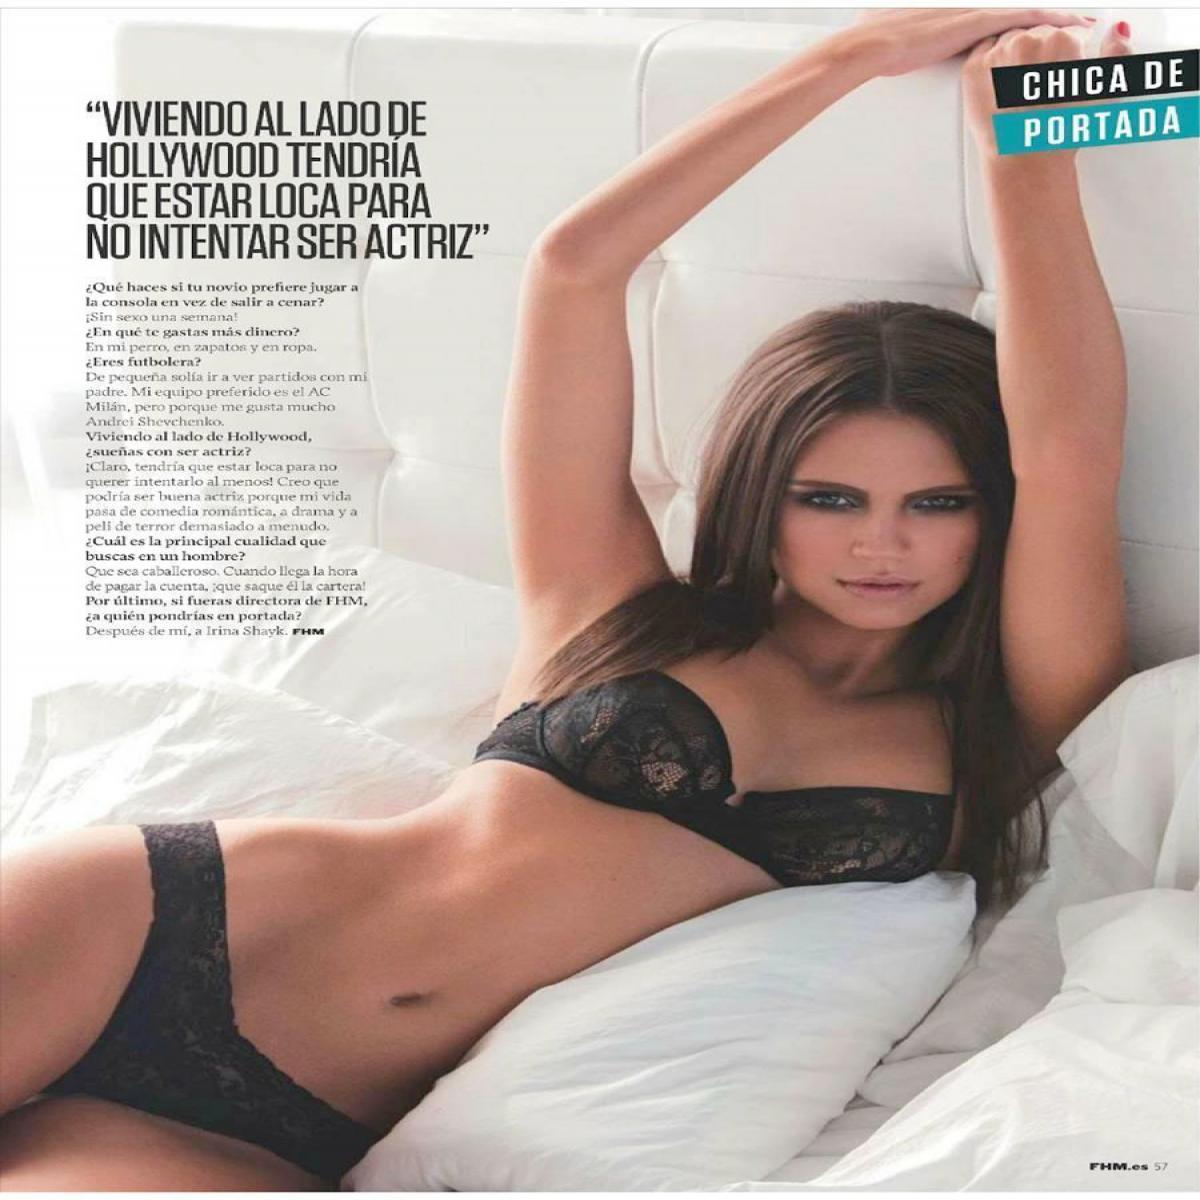 CHICA DE
PORTADA
“VIVIENDO AL LADO DE
HOLLYWOOD TENDRÍA
QUE ESTAR LOCA PARA
NO INTENTAR SER ACTRIZ”
¿Qué haces si tu novio prefiere jugar a
la consola en vez de salir a cenar?
¡Sin sexo una semana!
¿En qué te gastas más dinero?
En mi perro, en zapatos y en ropa.
¿Eres futbolera?
De pequeña solía ir a ver partidos con mi
padre. Mi equipo preferido es el AC
Milán, pero porque me gusta mucho
Andrei Shevchenko.
Viviendo al lado de Hollywood,
¿sueñas con ser actriz?
¡Claro, tendría que estar loca para no
querer intentarlo al menos! Creo que
podría ser buena actriz porque mi vida
pasa de comedia romántica, a drama y a
peli de terror demasiado a menudo.
¿Cuál es la principal cualidad que
buscas en un hombre?
Que sea caballeroso. Cuando llega la hora
de pagar la cuenta, ¡que saque él la cartera!
Por último, si fueras directora de FHM,
¿a quién pondrías en portada?
Después de mí, a Irina Shayk. FHM
FHM.es 57